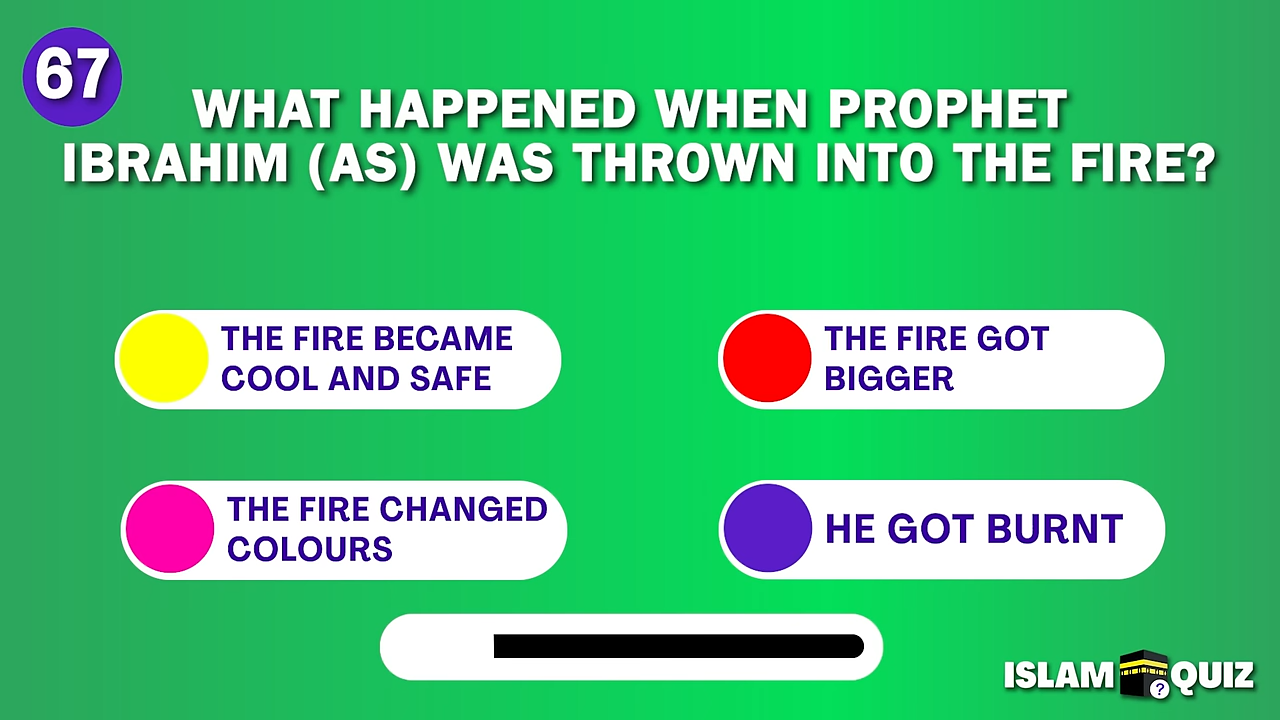 67
WHAT HAPPENED WHEN PROPHET
IBRAHIM (AS) WAS THROWN INTO THE FIRE?
THE FIRE BECAME
COOL AND SAFE
THE FIRE GOT
BIGGER
THE FIRE CHANGED
COLOURS
HE GOT BURNT
ISLAM ? QUIZ